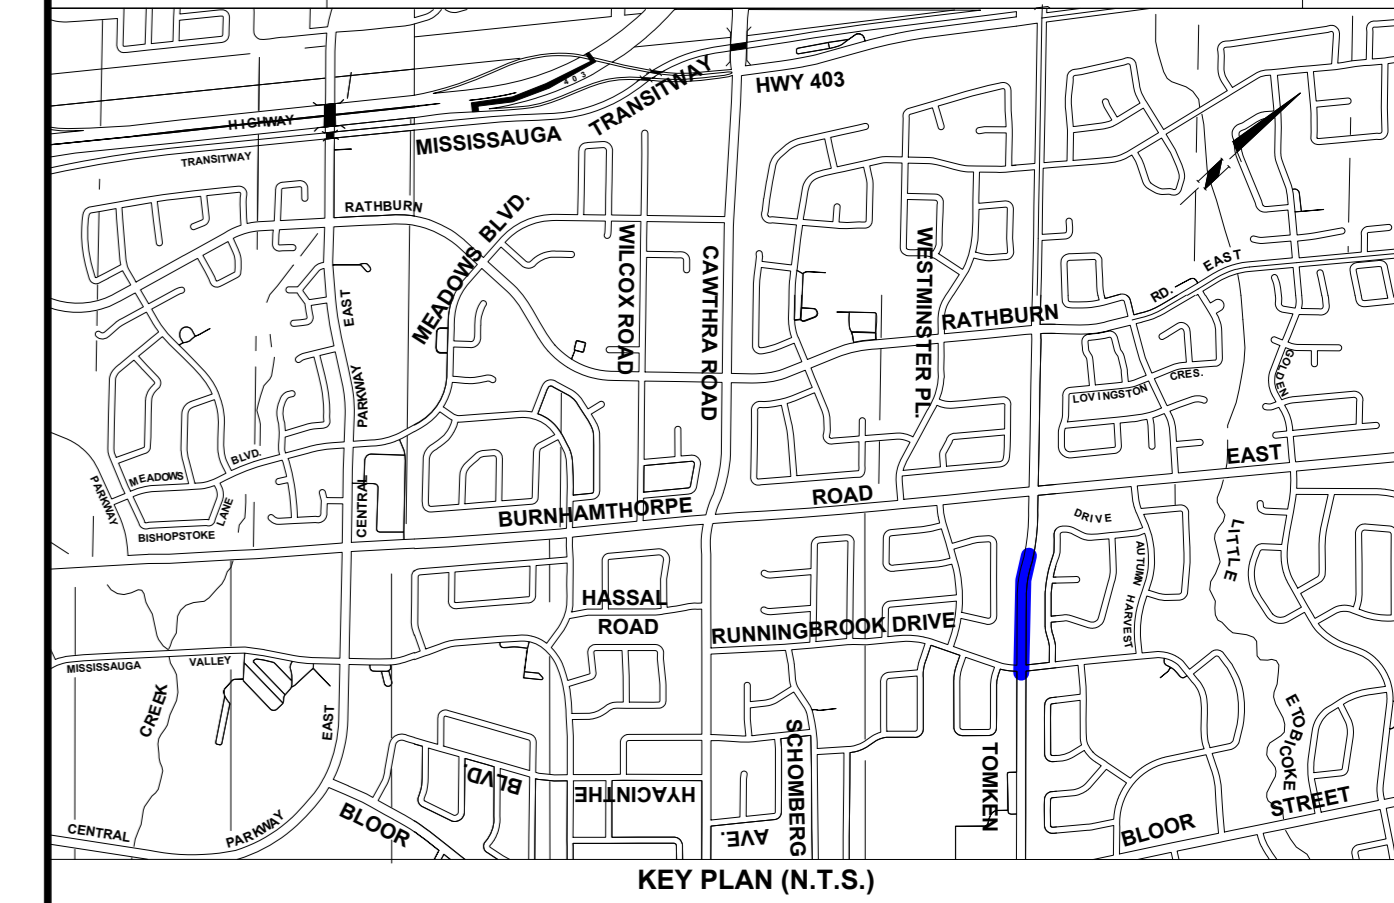 403
HWY 403
TRANSITWAY
HIGHWAY
MISSISSAUGA
TRANSITWAY
RATHBURN
MEADOWS BLVD.
WILCOX ROAD
CAWTHRA ROAD
WESTMINSTER PL.
EAST
RD.
RATHBURN
EAST
PARKWAY
GOLDEN
LOVINGSTON
CRES.
EAST
BLVD.
MEADOWS
PARKWAY
LANE
BISHOPSTOKE
CENTRAL
BURNHAMTHORPE
ROAD
DRIVE
AUTUMN HARVEST
LITTLE
HASSAL
ROAD
RUNNINGBROOK DRIVE
MISSISSAUGA
VALLEY
CREEK
EAST
ETOBICOKE
SCHOMBERG
TOMKEN
BLVD.
HYACINTHE
AVE.
STREET
BLOOR
BLOOR
PARKWAY
CENTRAL
KEY PLAN (N.T.S.)